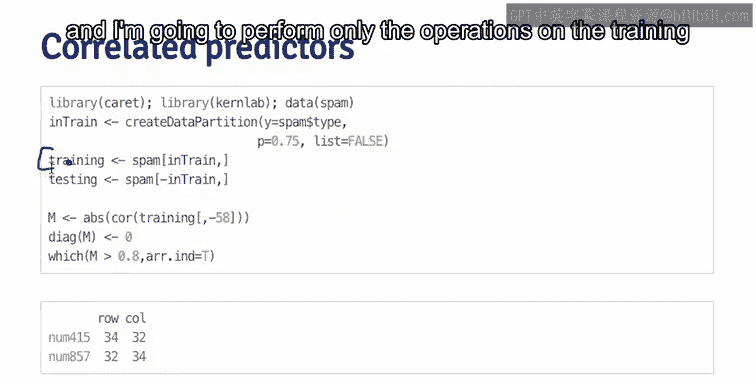 and I'm going to perform only the operations on the training
Correlated predictors
library(caret); library(kernlab); data(spam)
inTrain <- createDataPartition(y=spam$type,
p=0.75, list=FALSE)
training <- spam[inTrain,]
testing <- spam[-inTrain,]
M <- abs(cor(training[,-58]))
diag(M) <- 0
which(M > 0.8,arr.ind=T)
row col
num415 34 32
num857 32 34